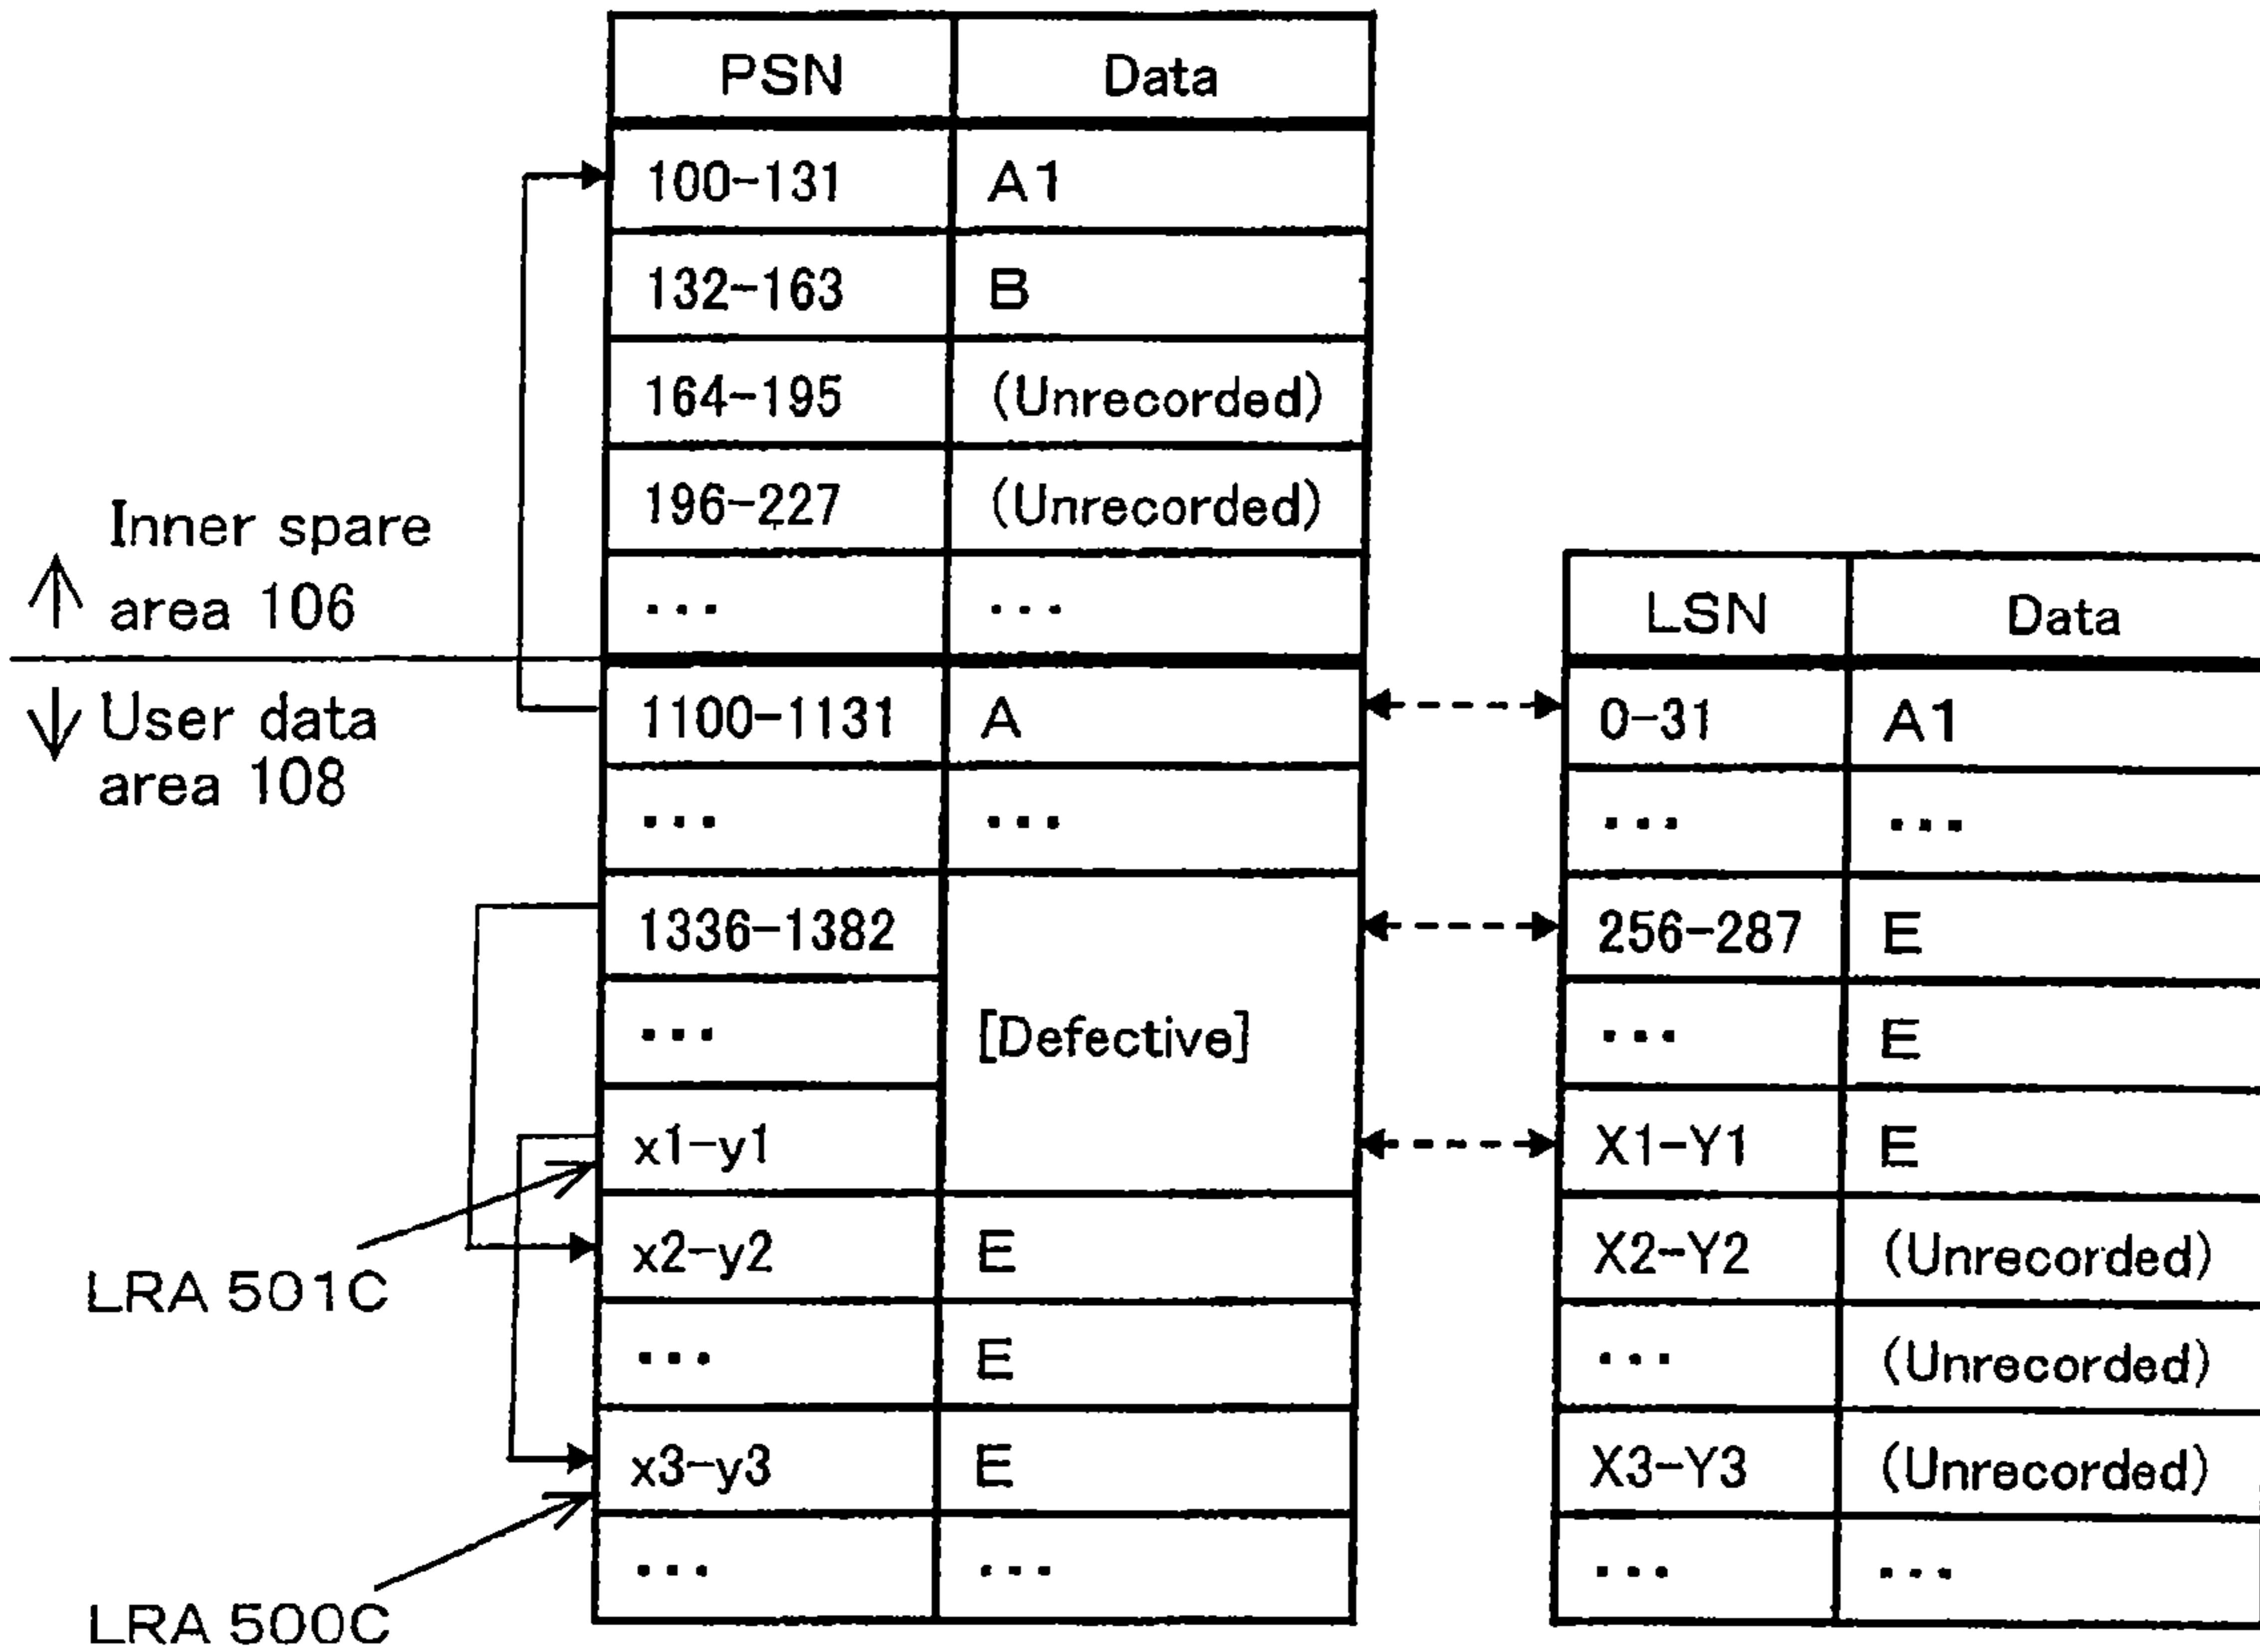 PSN Data
100-131 A1
132-163 B
164-195 (Unrecorded)
196-227 (Unrecorded)
... ...
Inner spare
area 106
User data
area 108
1100-1131 A
... ...
1336-1382 [Defective]
...
x1-y1
x2-y2 E
... E
x3-y3 E
... ...
LRA 501C
LRA 500C
LSN Data
0-31 A1
... ...
256-287 E
... E
X1-Y1 E
X2-Y2 (Unrecorded)
... (Unrecorded)
X3-Y3 (Unrecorded)
... ...